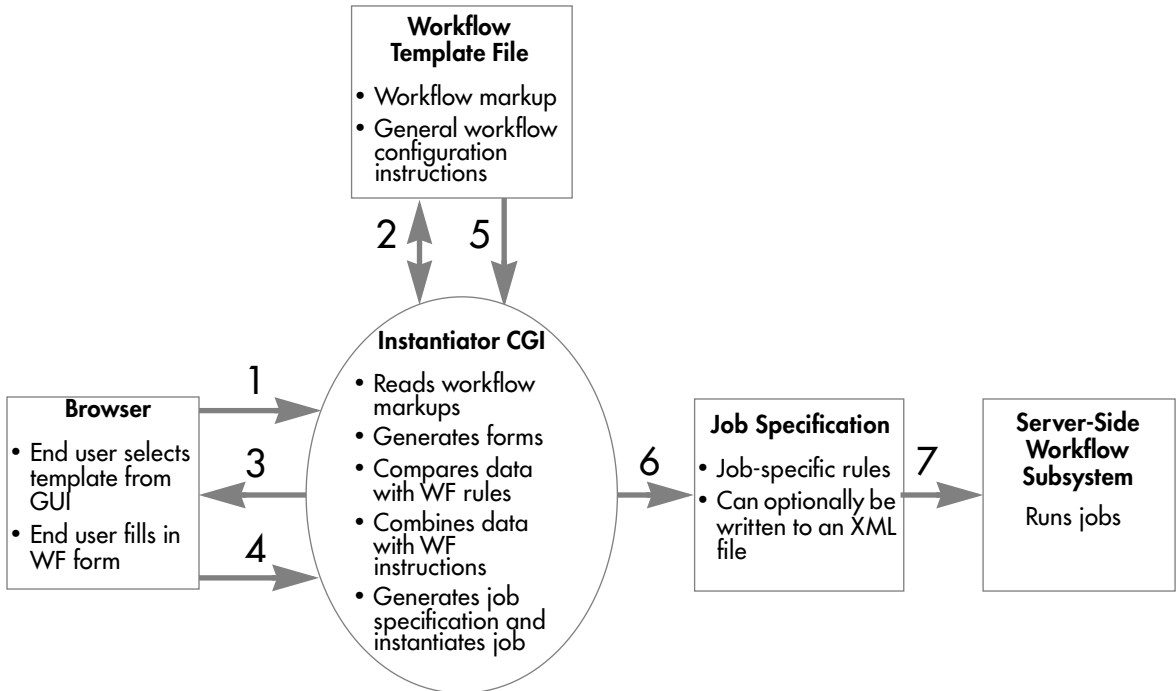 Workflow
Template File
• Workflow markup
• General workflow
configuration
instructions
2
5
Instantiator CGI
• Reads workflow
markups
• Generates forms
• Compares data
with WF rules
• Combines data
with WF
instructions
• Generates job
specification and
instantiates job
1
3
4
Browser
• End user selects
template from
GUI
• End user fills in
WF form
6
Job Specification
• Job-specific rules
• Can optionally be
written to an XML
file
7
Server-Side
Workflow
Subsystem
Runs jobs